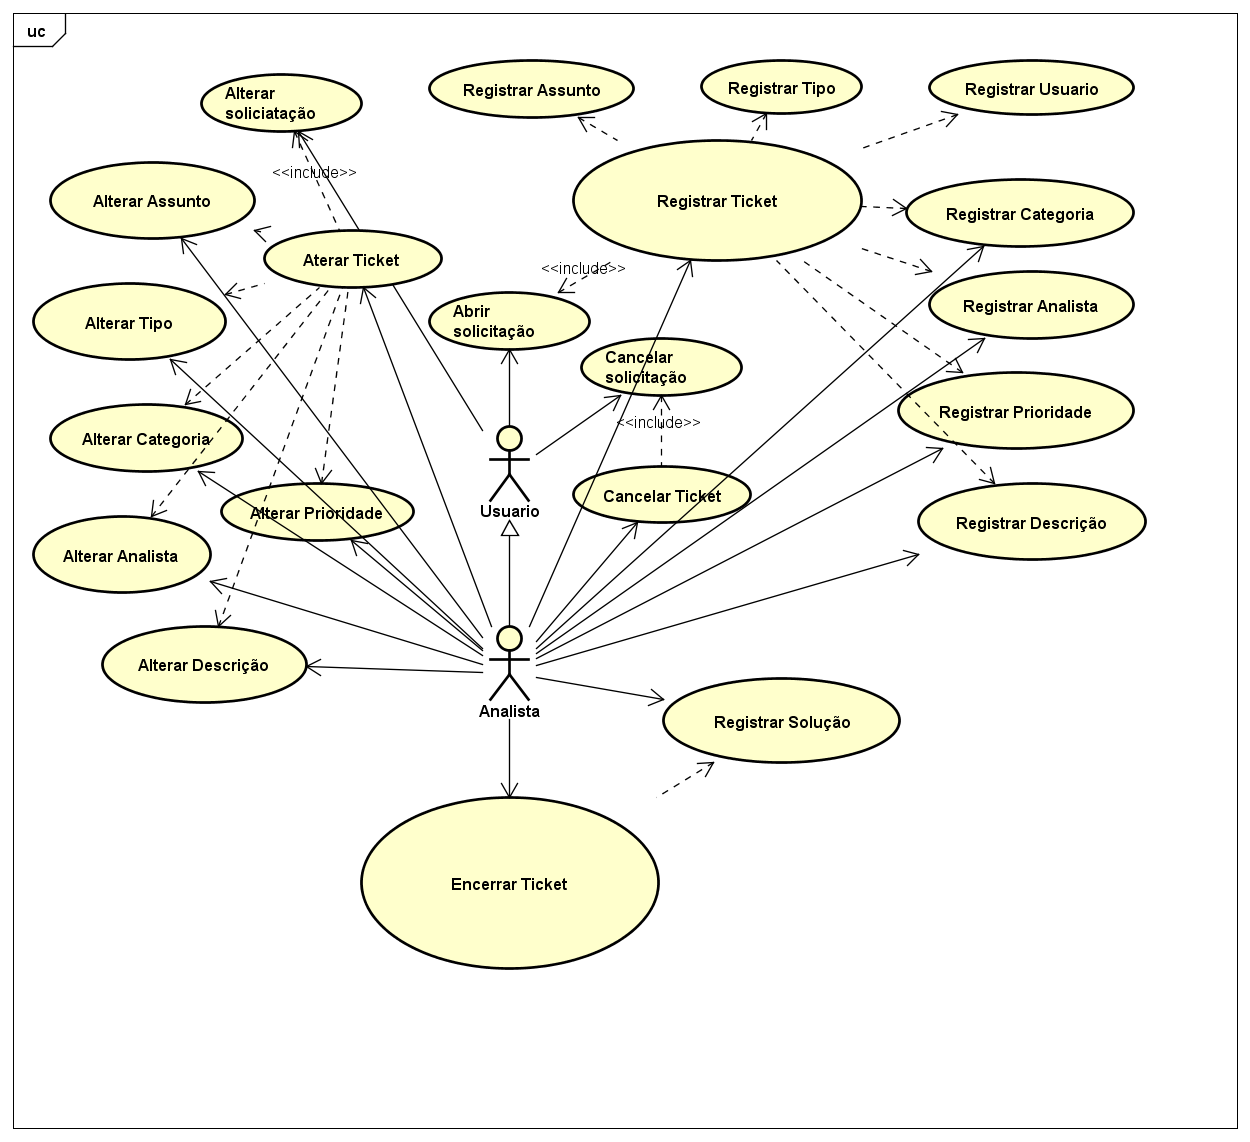 uc
Alterar
soliciatação
Registrar Assunto
Registrar Tipo
Registrar Usuario
<<include>>
Alterar Assunto
Registrar Ticket
Registrar Categoria
Aterar Ticket
<<include>>
Alterar Tipo
Abrir
solicitação
Registrar Analista
Cancelar
solicitação
<<include>>
Alterar Categoria
Registrar Prioridade
Cancelar Ticket
Alterar Prioridade
Usuario
Registrar Descrição
Alterar Analista
Alterar Descrição
Analista
Registrar Solução
Encerrar Ticket